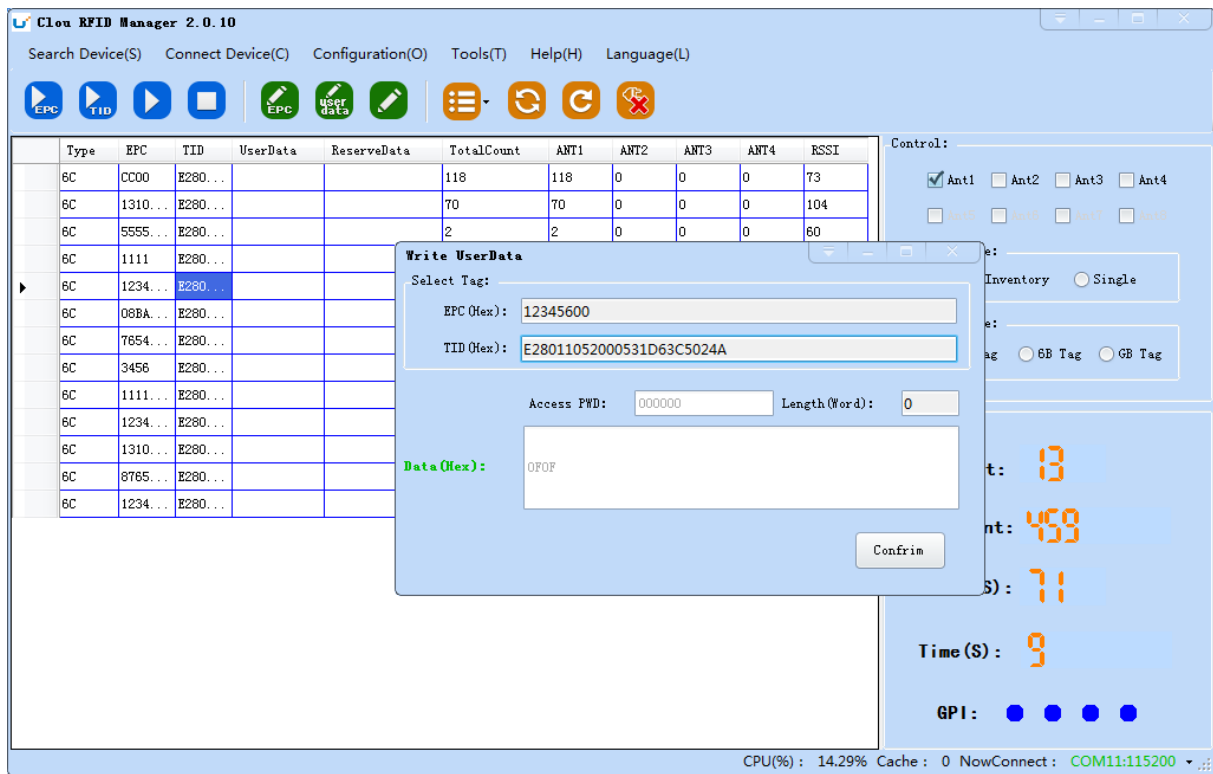 Clou RFID Manager 2.0.10
Search Device(S) Connect Device(C) Configuration(O) Tools(T) Help(H) Language(L)
EPC TID EPC user data
Type EPC TID UserData ReserveData TotalCount ANT1 ANT2 ANT3 ANT4 RSSI
6C CC00 E280... 118 118 0 0 0 73
6C 1310... E280... 70 70 0 0 0 104
6C 5555... E280... 2 2 0 0 0 60
6C 1111 E280...
6C 1234... E280...
6C 08BA... E280...
6C 7654... E280...
6C 3456 E280...
6C 1111... E280...
6C 1234... E280...
6C 1310... E280...
6C 8765... E280...
6C 1234... E280...
Write UserData
Select Tag:
EPC(Hex): 12345600
TID(Hex): E28011052000531D63C5024A
Access PWD: 000000 Length(Word): 0
Data(Hex): 0F0F
Confrim
Control:
Ant1 Ant2 Ant3 Ant4
e:
Inventory Single
e:
ag 6B Tag GB Tag
t: 13
nt: 459
S): 71
Time(S): 9
GPI:
CPU(%) : 14.29% Cache : 0 NowConnect : COM11:115200